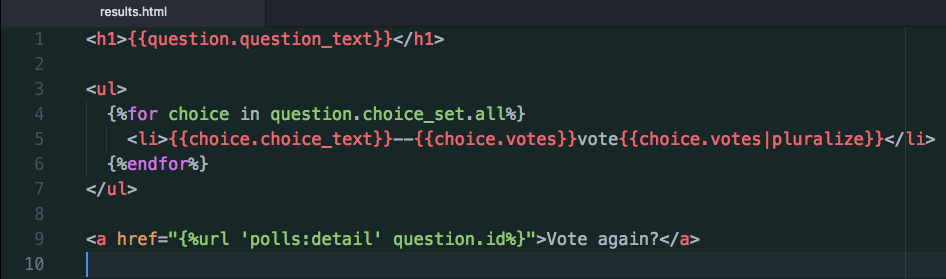 results.html
1 <h1>{{question.question_text}}</h1>
2
3 <ul>
4   {%for choice in question.choice_set.all%}
5     <li>{{choice.choice_text}}--{{choice.votes}}vote{{choice.votes|pluralize}}</li>
6   {%endfor%}
7 </ul>
8
9 <a href="{%url 'polls:detail' question.id%}">Vote again?</a>
10